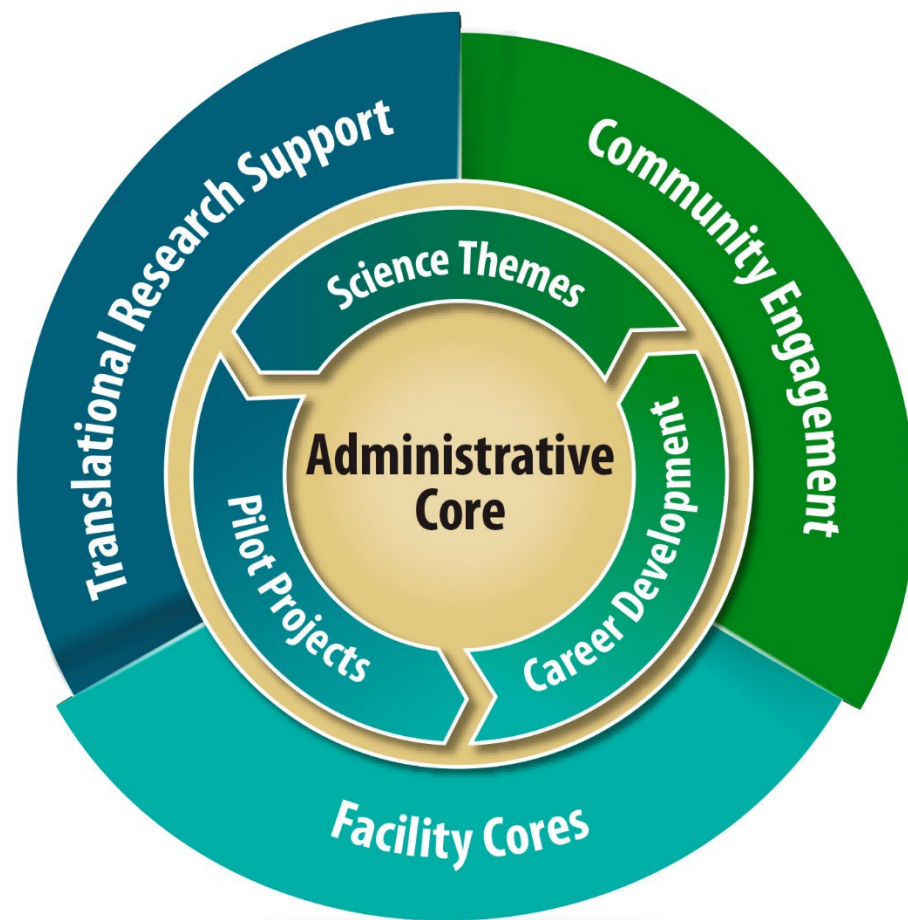 Translational Research Support
Community Engagement
Science Themes
Administrative
Core
Pilot Projects
Career Development
Facility Cores